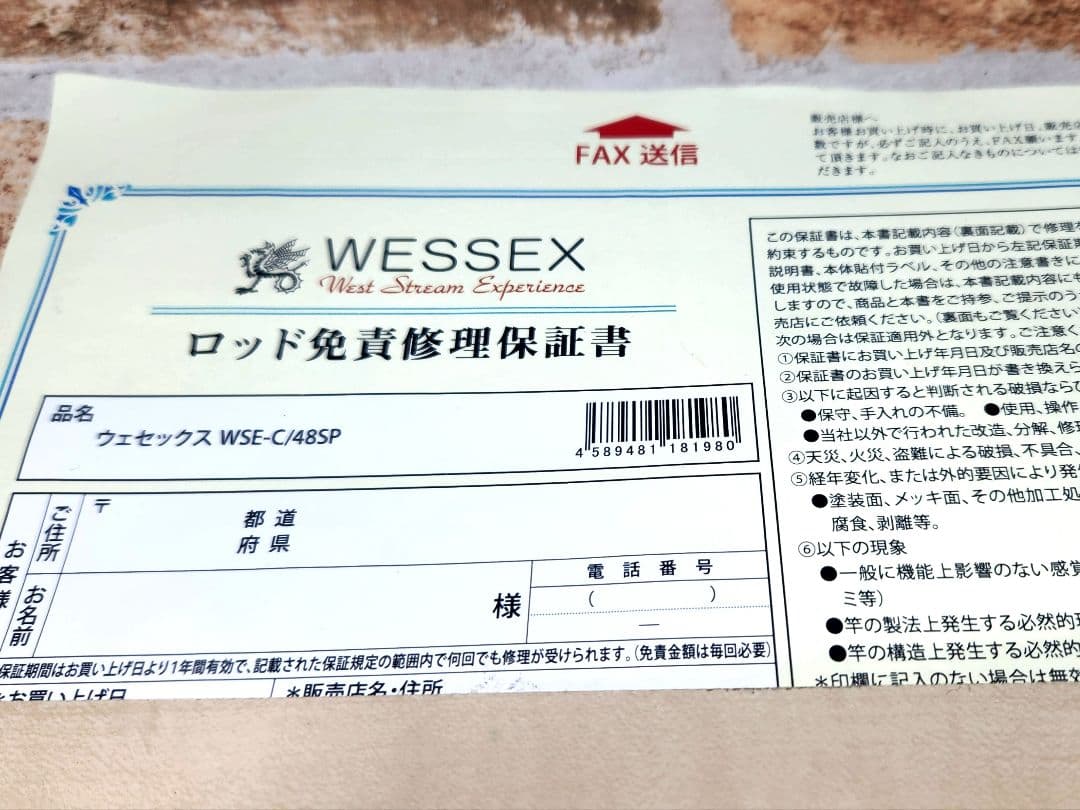 FAX 送信
販売店様へ
お客様お買い上げ時に、お買い上げ日、販売店
数ですが、必ずご記入のうえ、FAX願います
て頂きます。なおご記入なきものについては
だきます。
WESSEX
West Stream Experience
ロッド免責修理保証書
品名
ウェセックス WSE-C/48SP
4 589481 181980
お客様
ご住所
〒
都 道
府 県
お名前
様
電 話 番 号
( )
―
保証期間はお買い上げ日より1年間有効で、記載された保証規定の範囲内で何回でも修理が受けられます。(免責金額は毎回必要)
*お買い上げ日
*販売店名・住所
この保証書は、本書記載内容(裏面記載)で修理を
約束するものです。お買い上げ日から左記保証期
説明書、本体貼付ラベル、その他の注意書きに
使用状態で故障した場合は、本書記載内容にも
しますので、商品と本書をご持参、ご提示のうえ
売店にご依頼ください。(裏面もご覧ください
次の場合は保証適用外となります。ご注意く
①保証書にお買い上げ年月日及び販売店名の
②保証書のお買い上げ年月日が書き換えら
③以下に起因すると判断される破損ならび
●保守、手入れの不備。 ●使用、操作
●当社以外で行われた改造、分解、修理
④天災、火災、盗難による破損、不具合、
⑤経年変化、または外的要因により発
●塗装面、メッキ面、その他加工処
腐食、剥離等。
⑥以下の現象
●一般に機能上影響のない感覚
ミ等)
●竿の製法上発生する必然的現
●竿の構造上発生する必然的
*印欄に記入のない場合は無効